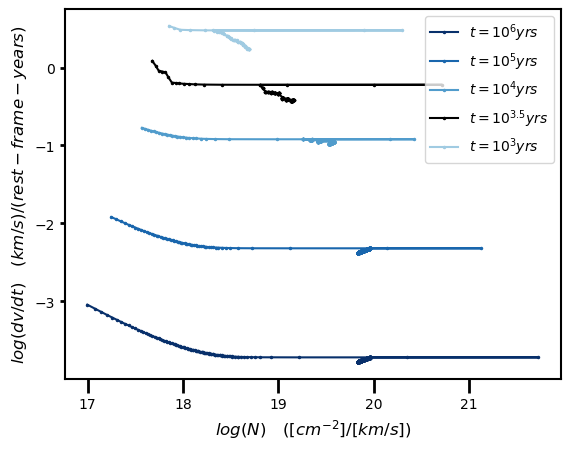 t = 10^6 yrs
t = 10^5 yrs
t = 10^4 yrs
t = 10^3.5 yrs
t = 10^3 yrs
log(dv/dt) (km/s)/(rest−frame−years)
0
−1
−2
−3
17 18 19 20 21
log(N) ([cm^−2]/[km/s])